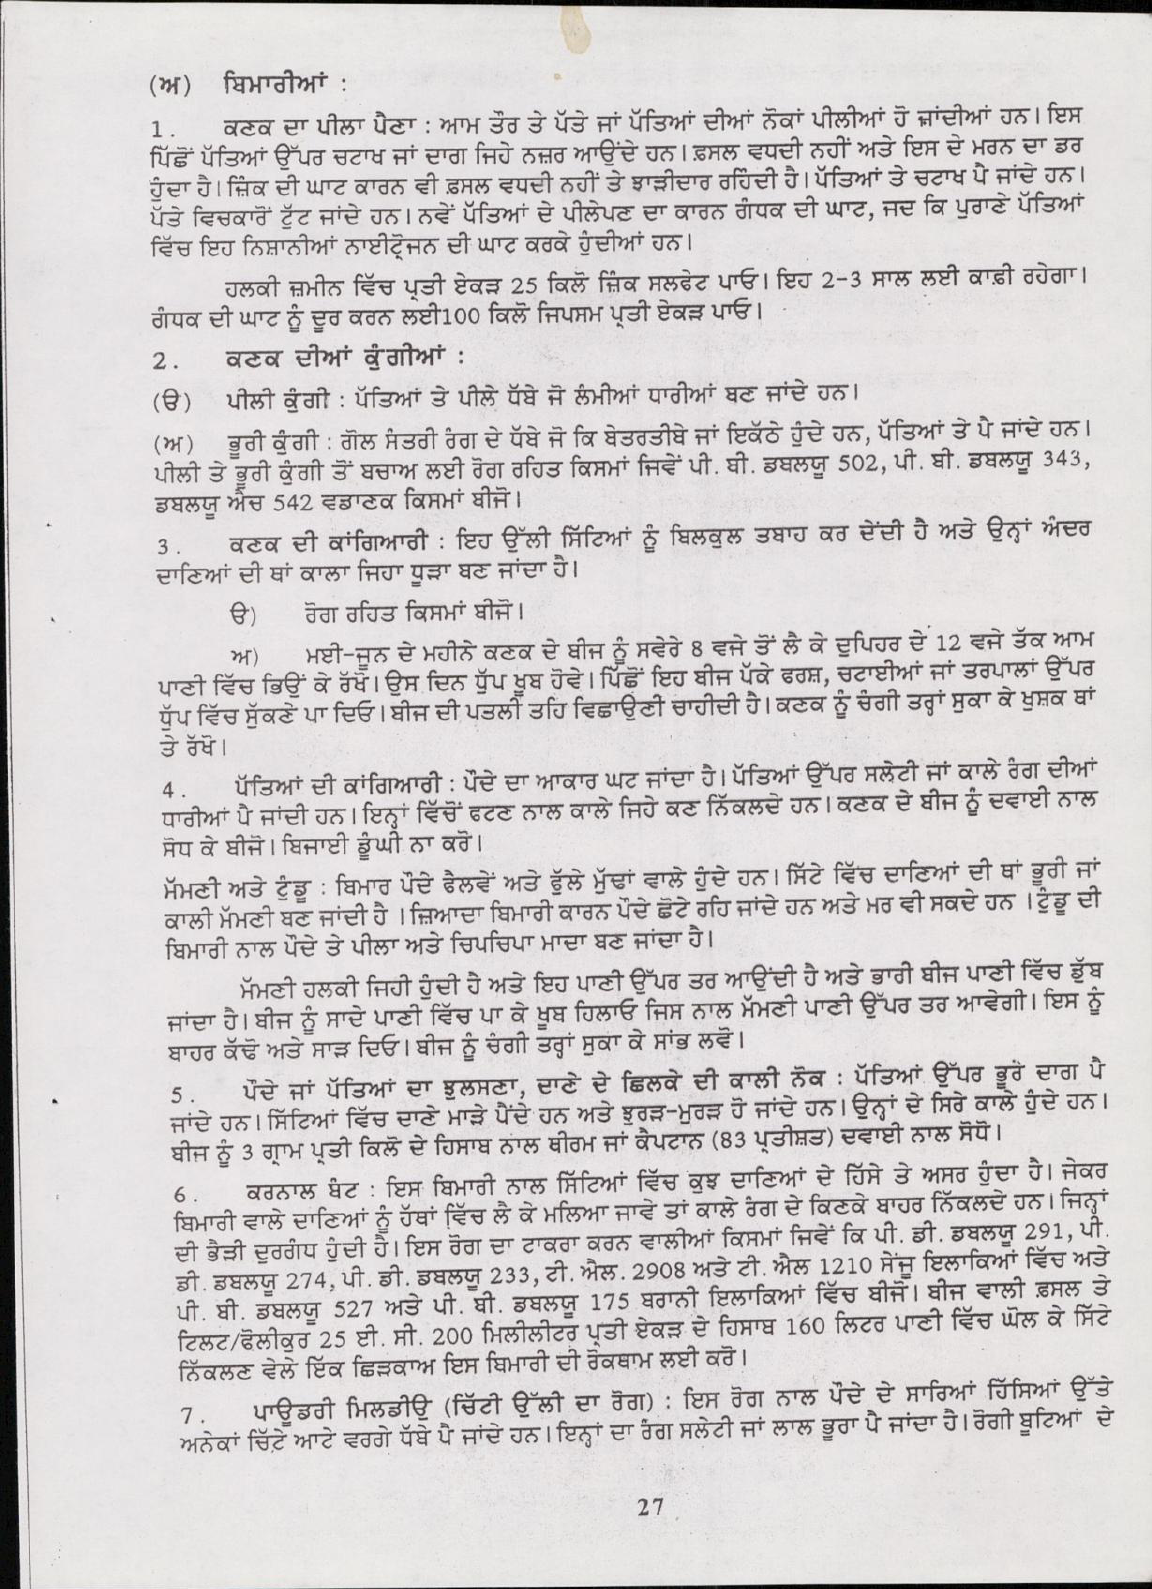 (ਅ) ਬਿਮਾਰੀਆਂ :
1. ਕਣਕ ਦਾ ਪੀਲਾ ਪੈਣਾ : ਆਮ ਤੌਰ ਤੇ ਪੱਤੇ ਜਾਂ ਪੱਤਿਆਂ ਦੀਆਂ ਨੋਕਾਂ ਪੀਲੀਆਂ ਹੋ ਜਾਂਦੀਆਂ ਹਨ। ਇਸ
ਪਿੱਛੋਂ ਪੱਤਿਆਂ ਉੱਪਰ ਚਟਾਖ ਜਾਂ ਦਾਗ ਜਿਹੇ ਨਜ਼ਰ ਆਉਂਦੇ ਹਨ। ਫ਼ਸਲ ਵਧਦੀ ਨਹੀਂ ਅਤੇ ਇਸ ਦੇ ਮਰਨ ਦਾ ਡਰ
ਹੁੰਦਾ ਹੈ। ਜ਼ਿੰਕ ਦੀ ਘਾਟ ਕਾਰਨ ਵੀ ਫ਼ਸਲ ਵਧਦੀ ਨਹੀਂ ਤੇ ਝਾੜੀਦਾਰ ਰਹਿੰਦੀ ਹੈ। ਪੱਤਿਆਂ ਤੇ ਚਟਾਖ ਪੈ ਜਾਂਦੇ ਹਨ।
ਪੱਤੇ ਵਿਚਕਾਰੋਂ ਟੁੱਟ ਜਾਂਦੇ ਹਨ। ਨਵੇਂ ਪੱਤਿਆਂ ਦੇ ਪੀਲੇਪਣ ਦਾ ਕਾਰਨ ਗੰਧਕ ਦੀ ਘਾਟ, ਜਦ ਕਿ ਪੁਰਾਣੇ ਪੱਤਿਆਂ
ਵਿੱਚ ਇਹ ਨਿਸ਼ਾਨੀਆਂ ਨਾਈਟ੍ਰੋਜਨ ਦੀ ਘਾਟ ਕਰਕੇ ਹੁੰਦੀਆਂ ਹਨ।
ਹਲਕੀ ਜ਼ਮੀਨ ਵਿੱਚ ਪ੍ਰਤੀ ਏਕੜ 25 ਕਿਲੋ ਜ਼ਿੰਕ ਸਲਫੇਟ ਪਾਓ। ਇਹ 2-3 ਸਾਲ ਲਈ ਕਾਫ਼ੀ ਰਹੇਗਾ।
ਗੰਧਕ ਦੀ ਘਾਟ ਨੂੰ ਦੂਰ ਕਰਨ ਲਈ100 ਕਿਲੋ ਜਿਪਸਮ ਪ੍ਰਤੀ ਏਕੜ ਪਾਓ।
2. ਕਣਕ ਦੀਆਂ ਕੁੰਗੀਆਂ :
(ੳ) ਪੀਲੀ ਕੁੰਗੀ : ਪੱਤਿਆਂ ਤੇ ਪੀਲੇ ਧੱਬੇ ਜੋ ਲੰਮੀਆਂ ਧਾਰੀਆਂ ਬਣ ਜਾਂਦੇ ਹਨ।
(ਅ) ਭੂਰੀ ਕੁੰਗੀ : ਗੋਲ ਸੰਤਰੀ ਰੰਗ ਦੇ ਧੱਬੇ ਜੋ ਕਿ ਬੇਤਰਤੀਬੇ ਜਾਂ ਇਕੱਠੇ ਹੁੰਦੇ ਹਨ, ਪੱਤਿਆਂ ਤੇ ਪੈ ਜਾਂਦੇ ਹਨ।
ਪੀਲੀ ਤੇ ਭੂਰੀ ਕੁੰਗੀ ਤੋਂ ਬਚਾਅ ਲਈ ਰੋਗ ਰਹਿਤ ਕਿਸਮਾਂ ਜਿਵੇਂ ਪੀ. ਬੀ. ਡਬਲਯੂ 502, ਪੀ. ਬੀ. ਡਬਲਯੂ 343,
ਡਬਲਯੂ ਐਚ 542 ਵਡਾਣਕ ਕਿਸਮਾਂ ਬੀਜੋ।
3. ਕਣਕ ਦੀ ਕਾਂਗਿਆਰੀ : ਇਹ ਉੱਲੀ ਸਿੱਟਿਆਂ ਨੂੰ ਬਿਲਕੁਲ ਤਬਾਹ ਕਰ ਦੇਂਦੀ ਹੈ ਅਤੇ ਉਨ੍ਹਾਂ ਅੰਦਰ
ਦਾਣਿਆਂ ਦੀ ਥਾਂ ਕਾਲਾ ਜਿਹਾ ਧੂੜਾ ਬਣ ਜਾਂਦਾ ਹੈ।
ੳ) ਰੋਗ ਰਹਿਤ ਕਿਸਮਾਂ ਬੀਜੋ।
ਅ) ਮਈ-ਜੂਨ ਦੇ ਮਹੀਨੇ ਕਣਕ ਦੇ ਬੀਜ ਨੂੰ ਸਵੇਰੇ 8 ਵਜੇ ਤੋਂ ਲੈ ਕੇ ਦੁਪਿਹਰ ਦੇ 12 ਵਜੇ ਤੱਕ ਆਮ
ਪਾਣੀ ਵਿੱਚ ਭਿਉਂ ਕੇ ਰੱਖੋ। ਉਸ ਦਿਨ ਧੁੱਪ ਖੂਬ ਹੋਵੇ। ਪਿੱਛੋਂ ਇਹ ਬੀਜ ਪੱਕੇ ਫਰਸ਼, ਚਟਾਈਆਂ ਜਾਂ ਤਰਪਾਲਾਂ ਉੱਪਰ
ਧੁੱਪ ਵਿੱਚ ਸੁੱਕਣੇ ਪਾ ਦਿਓ। ਬੀਜ ਦੀ ਪਤਲੀ ਤਹਿ ਵਿਛਾਉਣੀ ਚਾਹੀਦੀ ਹੈ। ਕਣਕ ਨੂੰ ਚੰਗੀ ਤਰ੍ਹਾਂ ਸੁਕਾ ਕੇ ਖੁਸ਼ਕ ਥਾਂ
ਤੇ ਰੱਖੋ।
4. ਪੱਤਿਆਂ ਦੀ ਕਾਂਗਿਆਰੀ : ਪੌਦੇ ਦਾ ਆਕਾਰ ਘਟ ਜਾਂਦਾ ਹੈ। ਪੱਤਿਆਂ ਉੱਪਰ ਸਲੇਟੀ ਜਾਂ ਕਾਲੇ ਰੰਗ ਦੀਆਂ
ਧਾਰੀਆਂ ਪੈ ਜਾਂਦੀ ਹਨ। ਇਨ੍ਹਾਂ ਵਿੱਚੋਂ ਫਟਣ ਨਾਲ ਕਾਲੇ ਜਿਹੇ ਕਣ ਨਿੱਕਲਦੇ ਹਨ। ਕਣਕ ਦੇ ਬੀਜ ਨੂੰ ਦਵਾਈ ਨਾਲ
ਸੋਧ ਕੇ ਬੀਜੋ। ਬਿਜਾਈ ਡੂੰਘੀ ਨਾ ਕਰੋ।
ਮੱਮਣੀ ਅਤੇ ਟੁੰਡੂ : ਬਿਮਾਰ ਪੌਦੇ ਫੈਲਵੇਂ ਅਤੇ ਫੁੱਲੇ ਮੁੱਢਾਂ ਵਾਲੇ ਹੁੰਦੇ ਹਨ। ਸਿੱਟੇ ਵਿੱਚ ਦਾਣਿਆਂ ਦੀ ਥਾਂ ਭੂਰੀ ਜਾਂ
ਕਾਲੀ ਮੱਮਣੀ ਬਣ ਜਾਂਦੀ ਹੈ । ਜ਼ਿਆਦਾ ਬਿਮਾਰੀ ਕਾਰਨ ਪੌਦੇ ਛੋਟੇ ਰਹਿ ਜਾਂਦੇ ਹਨ ਅਤੇ ਮਰ ਵੀ ਸਕਦੇ ਹਨ । ਟੁੰਡੂ ਦੀ
ਬਿਮਾਰੀ ਨਾਲ ਪੌਦੇ ਤੇ ਪੀਲਾ ਅਤੇ ਚਿਪਚਿਪਾ ਮਾਦਾ ਬਣ ਜਾਂਦਾ ਹੈ।
ਮੱਮਣੀ ਹਲਕੀ ਜਿਹੀ ਹੁੰਦੀ ਹੈ ਅਤੇ ਇਹ ਪਾਣੀ ਉੱਪਰ ਤਰ ਆਉਂਦੀ ਹੈ ਅਤੇ ਭਾਰੀ ਬੀਜ ਪਾਣੀ ਵਿੱਚ ਡੁੱਬ
ਜਾਂਦਾ ਹੈ। ਬੀਜ ਨੂੰ ਸਾਦੇ ਪਾਣੀ ਵਿੱਚ ਪਾ ਕੇ ਖੂਬ ਹਿਲਾਓ ਜਿਸ ਨਾਲ ਮੱਮਣੀ ਪਾਣੀ ਉੱਪਰ ਤਰ ਆਵੇਗੀ। ਇਸ ਨੂੰ
ਬਾਹਰ ਕੱਢੋ ਅਤੇ ਸਾੜ ਦਿਓ। ਬੀਜ ਨੂੰ ਚੰਗੀ ਤਰ੍ਹਾਂ ਸੁਕਾ ਕੇ ਸਾਂਭ ਲਵੋ।
5. ਪੌਦੇ ਜਾਂ ਪੱਤਿਆਂ ਦਾ ਝੁਲਸਣਾ, ਦਾਣੇ ਦੇ ਛਿਲਕੇ ਦੀ ਕਾਲੀ ਨੋਕ : ਪੱਤਿਆਂ ਉੱਪਰ ਭੂਰੇ ਦਾਗ ਪੈ
ਜਾਂਦੇ ਹਨ। ਸਿੱਟਿਆਂ ਵਿੱਚ ਦਾਣੇ ਮਾੜੇ ਪੈਂਦੇ ਹਨ ਅਤੇ ਝੁਰੜ-ਮੁਰੜ ਹੋ ਜਾਂਦੇ ਹਨ। ਉਨ੍ਹਾਂ ਦੇ ਸਿਰੇ ਕਾਲੇ ਹੁੰਦੇ ਹਨ।
ਬੀਜ ਨੂੰ 3 ਗ੍ਰਾਮ ਪ੍ਰਤੀ ਕਿਲੋ ਦੇ ਹਿਸਾਬ ਨਾਲ ਥੀਰਮ ਜਾਂ ਕੈਪਟਾਨ (83 ਪ੍ਰਤੀਸ਼ਤ) ਦਵਾਈ ਨਾਲ ਸੋਧੋ।
6. ਕਰਨਾਲ ਬੰਟ : ਇਸ ਬਿਮਾਰੀ ਨਾਲ ਸਿੱਟਿਆਂ ਵਿੱਚ ਕੁਝ ਦਾਣਿਆਂ ਦੇ ਹਿੱਸੇ ਤੇ ਅਸਰ ਹੁੰਦਾ ਹੈ। ਜੇਕਰ
ਬਿਮਾਰੀ ਵਾਲੇ ਦਾਣਿਆਂ ਨੂੰ ਹੱਥਾਂ ਵਿੱਚ ਲੈ ਕੇ ਮਲਿਆ ਜਾਵੇ ਤਾਂ ਕਾਲੇ ਰੰਗ ਦੇ ਕਿਣਕੇ ਬਾਹਰ ਨਿੱਕਲਦੇ ਹਨ। ਜਿਨ੍ਹਾਂ
ਦੀ ਭੈੜੀ ਦੁਰਗੰਧ ਹੁੰਦੀ ਹੈ। ਇਸ ਰੋਗ ਦਾ ਟਾਕਰਾ ਕਰਨ ਵਾਲੀਆਂ ਕਿਸਮਾਂ ਜਿਵੇਂ ਕਿ ਪੀ. ਡੀ. ਡਬਲਯੂ 291, ਪੀ.
ਡੀ. ਡਬਲਯੂ 274, ਪੀ. ਡੀ. ਡਬਲਯੂ 233, ਟੀ. ਐਲ. 2908 ਅਤੇ ਟੀ. ਐਲ 1210 ਸੇਂਜੂ ਇਲਾਕਿਆਂ ਵਿੱਚ ਅਤੇ
ਪੀ. ਬੀ. ਡਬਲਯੂ 527 ਅਤੇ ਪੀ. ਬੀ. ਡਬਲਯੂ 175 ਬਰਾਨੀ ਇਲਾਕਿਆਂ ਵਿੱਚ ਬੀਜੋ। ਬੀਜ ਵਾਲੀ ਫ਼ਸਲ ਤੇ
ਟਿਲਟ/ਫੋਲੀਕੁਰ 25 ਈ. ਸੀ. 200 ਮਿਲੀਲੀਟਰ ਪ੍ਰਤੀ ਏਕੜ ਦੇ ਹਿਸਾਬ 160 ਲਿਟਰ ਪਾਣੀ ਵਿੱਚ ਘੋਲ ਕੇ ਸਿੱਟੇ
ਨਿੱਕਲਣ ਵੇਲੇ ਇੱਕ ਛਿੜਕਾਅ ਇਸ ਬਿਮਾਰੀ ਦੀ ਰੋਕਥਾਮ ਲਈ ਕਰੋ।
7. ਪਾਊਡਰੀ ਮਿਲਡੀਉ (ਚਿੱਟੀ ਉੱਲੀ ਦਾ ਰੋਗ) : ਇਸ ਰੋਗ ਨਾਲ ਪੌਦੇ ਦੇ ਸਾਰਿਆਂ ਹਿੱਸਿਆਂ ਉੱਤੇ
ਅਨੇਕਾਂ ਚਿੱਟੇ ਆਟੇ ਵਰਗੇ ਧੱਬੇ ਪੈ ਜਾਂਦੇ ਹਨ। ਇਨ੍ਹਾਂ ਦਾ ਰੰਗ ਸਲੇਟੀ ਜਾਂ ਲਾਲ ਭੂਰਾ ਪੈ ਜਾਂਦਾ ਹੈ। ਰੋਗੀ ਬੂਟਿਆਂ ਦੇ
27